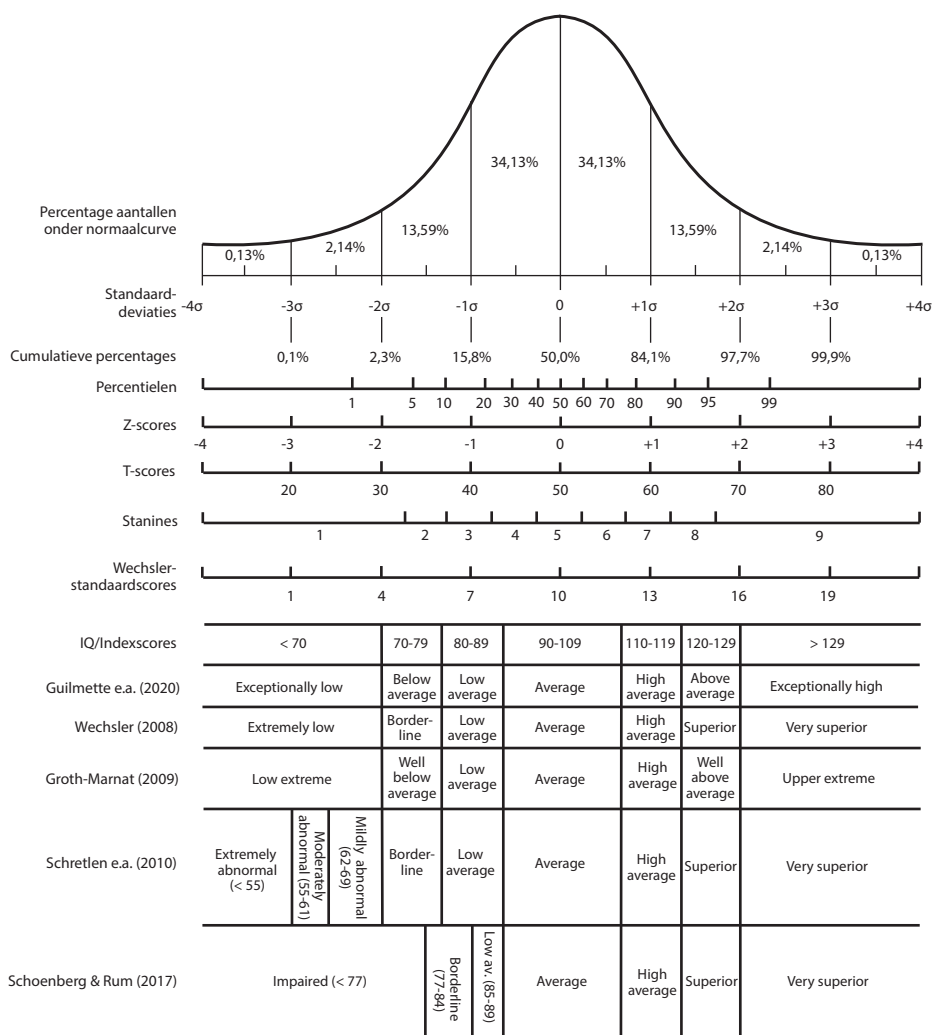 34,13% 34,13%
Percentage aantallen
onder normaalcurve
13,59% 13,59%
2,14% 2,14%
0,13% 0,13%
Standaard-
deviaties
-4σ -3σ -2σ -1σ 0 +1σ +2σ +3σ +4σ
Cumulatieve percentages 0,1% 2,3% 15,8% 50,0% 84,1% 97,7% 99,9%
Percentielen
1 5 10 20 30 40 50 60 70 80 90 95 99
Z-scores
-4 -3 -2 -1 0 +1 +2 +3 +4
T-scores
20 30 40 50 60 70 80
Stanines
1 2 3 4 5 6 7 8 9
Wechsler-
standaardscores
1 4 7 10 13 16 19
IQ/Indexscores < 70 70-79 80-89 90-109 110-119 120-129 > 129
Guilmette e.a. (2020)
Exceptionally low
Below
average
Low
average
Average
High
average
Above
average
Exceptionally high
Wechsler (2008)
Extremely low
Border-
line
Low
average
Average
High
average
Superior
Very superior
Groth-Marnat (2009)
Low extreme
Well
below
average
Low
average
Average
High
average
Well
above
average
Upper extreme
Schretlen e.a. (2010)
Extremely
abnormal
(< 55)
Moderately
abnormal (55-61)
Mildly abnormal
(62-69)
Border-
line
Low
average
Average
High
average
Superior
Very superior
Schoenberg & Rum (2017)
Impaired (< 77)
Borderline
(77-84)
Low av. (85-89)
Average
High
average
Superior
Very superior